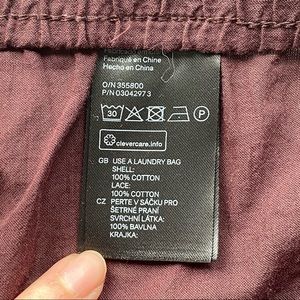 Fabriqué en Chine
Hecho en China
O/N 355800
P/N 03042973
30 P
clevercare.info
GB USE A LAUNDRY BAG
SHELL:
100% COTTON
LACE:
100% COTTON
CZ PERTE V SÁČKU PRO
ŠETRNÉ PRANÍ
SVRCHNÍ LÁTKA:
100% BAVLNA
KRAJKA: